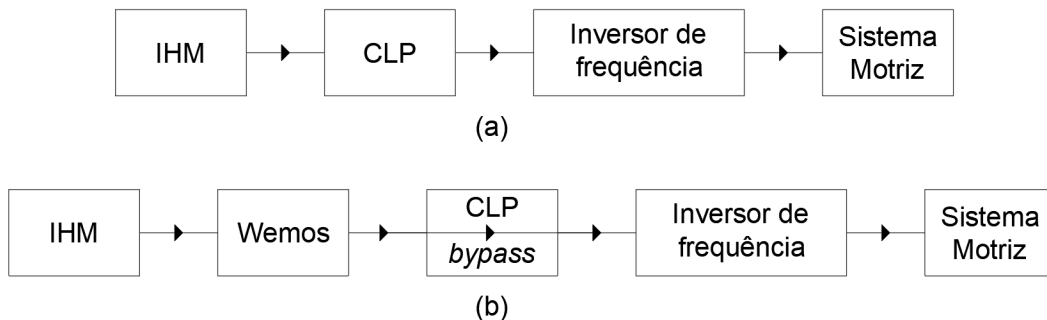 IHM
CLP
Inversor de
frequência
Sistema
Motriz
(a)
IHM
Wemos
CLP
bypass
Inversor de
frequência
Sistema
Motriz
(b)